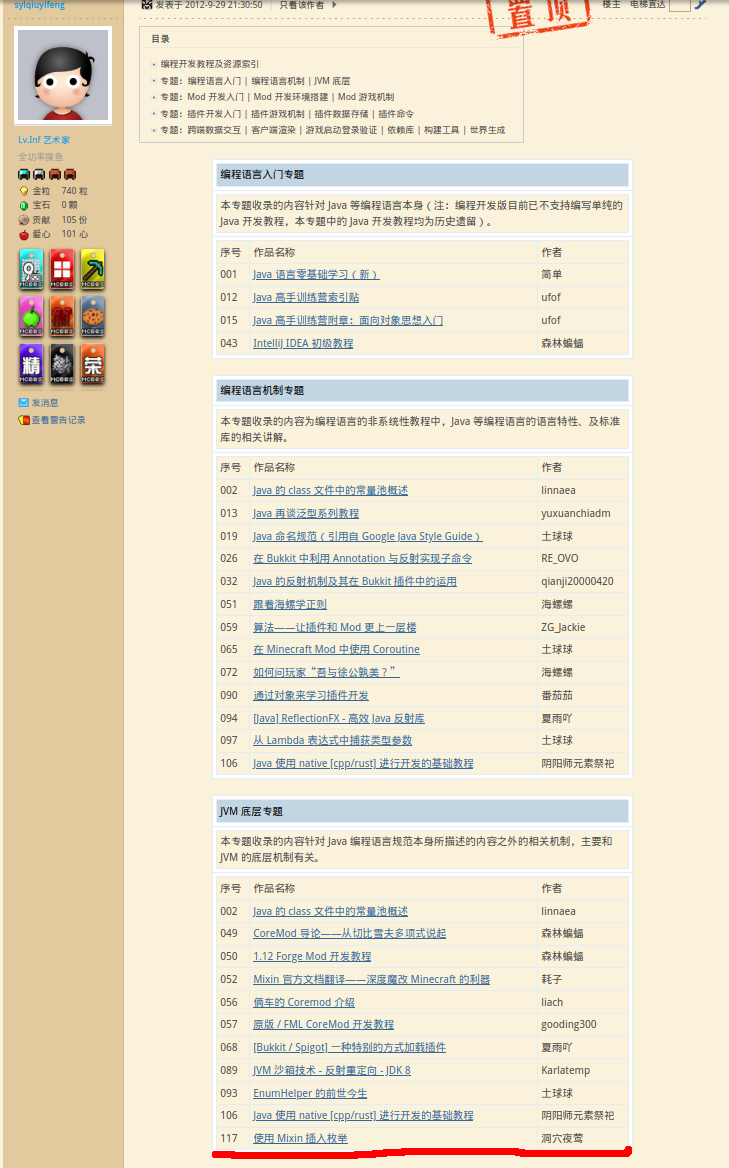 sylqiuyifeng
发表于 2012-9-29 21:30:50 只看该作者
楼主 电梯直达
置顶
Lv.Inf 艺术家
全功率摸鱼
金粒 740 粒
宝石 0 颗
贡献 105 份
爱心 101 心
MCBBS MCBBS MCBBS
MCBBS MCBBS MCBBS
精 荣
MCBBS MCBBS MCBBS
发消息
查看警告记录
目录
编程开发教程及资源索引
专题：编程语言入门 | 编程语言机制 | JVM 底层
专题：Mod 开发入门 | Mod 开发环境搭建 | Mod 游戏机制
专题：插件开发入门 | 插件游戏机制 | 插件数据存储 | 插件命令
专题：跨端数据交互 | 客户端渲染 | 游戏启动登录验证 | 依赖库 | 构建工具 | 世界生成
编程语言入门专题
本专题收录的内容针对 Java 等编程语言本身（注：编程开发版目前已不支持编写单纯的
Java 开发教程，本专题中的 Java 开发教程均为历史遗留）。
序号 作品名称 作者
001 Java 语言零基础学习（新） 简单
012 Java 高手训练营索引贴 ufof
015 Java 高手训练营附章：面向对象思想入门 ufof
043 IntelliJ IDEA 初级教程 森林蝙蝠
编程语言机制专题
本专题收录的内容为编程语言的非系统性教程中，Java 等编程语言的语言特性、及标准
库的相关讲解。
序号 作品名称 作者
002 Java 的 class 文件中的常量池概述 linnaea
013 Java 再谈泛型系列教程 yuxuanchiadm
019 Java 命名规范（引用自 Google Java Style Guide） 土球球
026 在 Bukkit 中利用 Annotation 与反射实现子命令 RE_OVO
032 Java 的反射机制及其在 Bukkit 插件中的运用 qianji20000420
051 跟着海螺学正则 海螺螺
059 算法——让插件和 Mod 更上一层楼 ZG_Jackie
065 在 Minecraft Mod 中使用 Coroutine 土球球
072 如何问玩家“吾与徐公孰美？” 海螺螺
090 通过对象来学习插件开发 番茄茄
094 [Java] ReflectionFX - 高效 Java 反射库 夏雨吖
097 从 Lambda 表达式中捕获类型参数 土球球
106 Java 使用 native [cpp/rust] 进行开发的基础教程 阴阳师元素祭祀
JVM 底层专题
本专题收录的内容针对 Java 编程语言规范本身所描述的内容之外的相关机制，主要和
JVM 的底层机制有关。
序号 作品名称 作者
002 Java 的 class 文件中的常量池概述 linnaea
049 CoreMod 导论——从切比雪夫多项式说起 森林蝙蝠
050 1.12 Forge Mod 开发教程 森林蝙蝠
052 Mixin 官方文档翻译——深度魔改 Minecraft 的利器 耗子
056 俩车的 Coremod 介绍 liach
057 原版 / FML CoreMod 开发教程 gooding300
068 [Bukkit / Spigot] 一种特别的方式加载插件 夏雨吖
089 JVM 沙箱技术 - 反射重定向 - JDK 8 Karlatemp
093 EnumHelper 的前世今生 土球球
106 Java 使用 native [cpp/rust] 进行开发的基础教程 阴阳师元素祭祀
117 使用 Mixin 插入枚举 洞穴夜莺